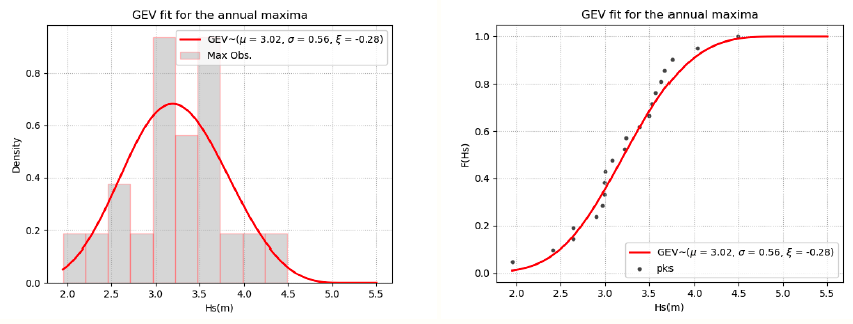 GEV fit for the annual maxima
GEV~(μ = 3.02, σ = 0.56, ξ = -0.28)
Max Obs.
Density
0.8
0.6
0.4
0.2
0.0
2.0 2.5 3.0 3.5 4.0 4.5 5.0 5.5
Hs(m)
GEV fit for the annual maxima
F(Hs)
1.0
0.8
0.6
0.4
0.2
0.0
GEV~(μ = 3.02, σ = 0.56, ξ = -0.28)
pks
2.0 2.5 3.0 3.5 4.0 4.5 5.0 5.5
Hs(m)